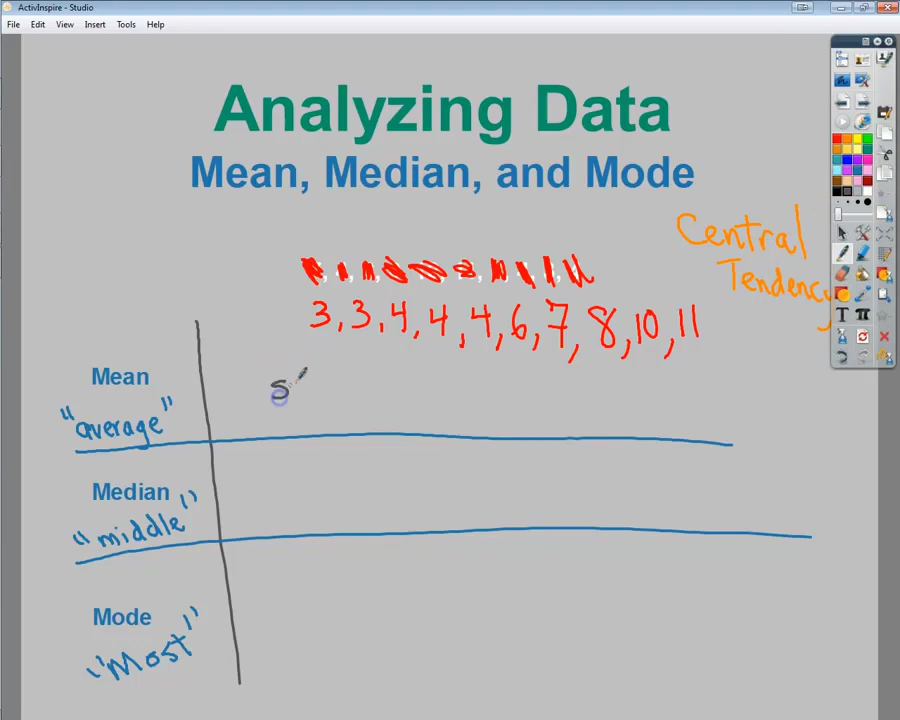 ActivInspire - Studio
File Edit View Insert Tools Help
Analyzing Data
Mean, Median, and Mode
Central
Tendency
3, 3, 4, 4, 4, 6, 7, 8, 10, 11
Mean
"average"
S
Median
"middle"
Mode
"Most"